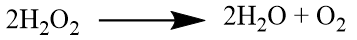 2H₂O₂ ⟶ 2H₂O + O₂